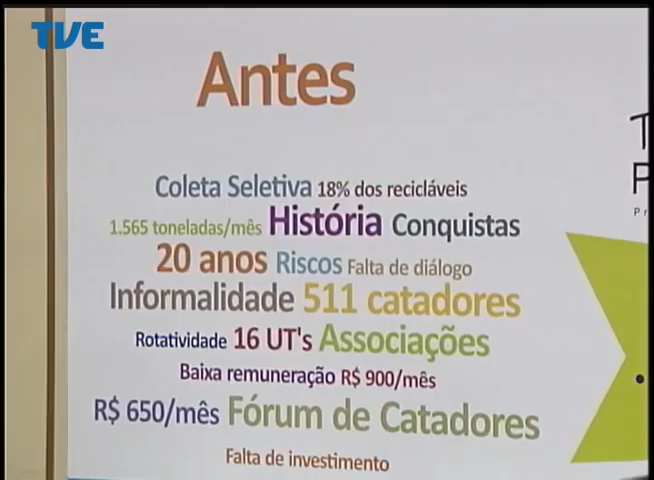 TVE
Antes
Coleta Seletiva 18% dos recicláveis
1.565 toneladas/mês História Conquistas
20 anos Riscos Falta de diálogo
Informalidade 511 catadores
Rotatividade 16 UT's Associações
Baixa remuneração R$ 900/mês
R$ 650/mês Fórum de Catadores
Falta de investimento